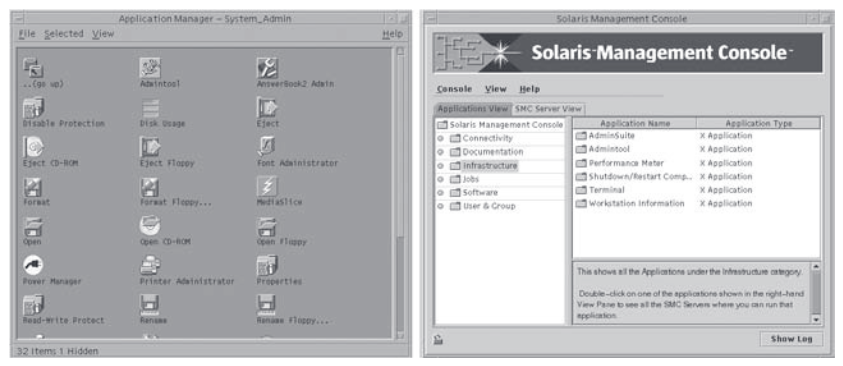 Application Manager – System_Admin
File Selected View Help
..(go up)
Admintool
AnswerBook2 Admin
Disable Protection
Disk Usage
Eject
Eject CD-ROM
Eject Floppy
Font Administrator
Format
Format Floppy...
MediaSlice
Open
Open CD-ROM
Open Floppy
Power Manager
Printer Administrator
Properties
Read-Write Protect
Rename
Rename Floppy...
32 Items 1 Hidden
Solaris Management Console
Solaris Management Console
Console View Help
Applications View SMC Server View
Solaris Management Console
Connectivity
Documentation
Infrastructure
Jobs
Software
User & Group
Application Name Application Type
AdminSuite X Application
Admintool X Application
Performance Meter X Application
Shutdown/Restart Comp... X Application
Terminal X Application
Workstation Information X Application
This shows all the Applications under the Infrastructure category.
Double-click on one of the applications shown in the right-hand
View Pane to see all the SMC Servers where you can run that
application.
Show Log